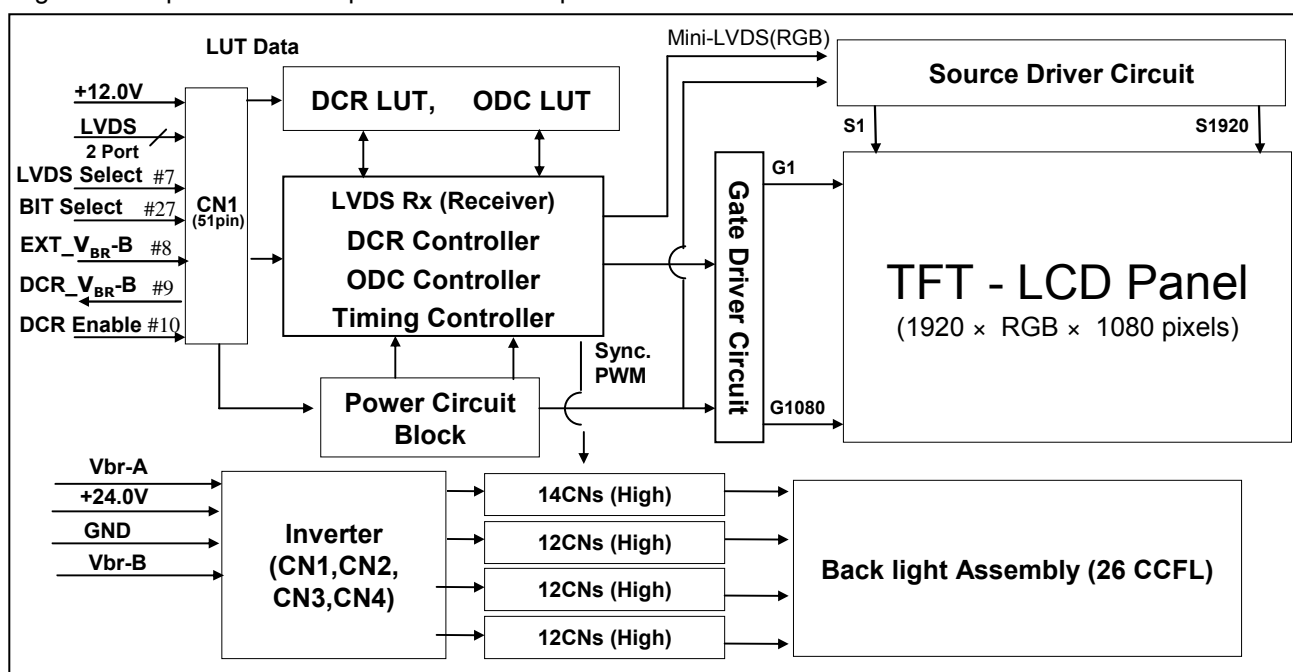 LUT Data
Mini-LVDS(RGB)
+12.0V
LVDS
2 Port
LVDS Select #7
BIT Select #27
EXT_VBR-B #8
DCR_VBR-B #9
DCR Enable #10
CN1
(51pin)
DCR LUT, ODC LUT
LVDS Rx (Receiver)
DCR Controller
ODC Controller
Timing Controller
Sync.
PWM
Power Circuit
Block
Source Driver Circuit
S1
S1920
Gate Driver Circuit
G1
G1080
TFT - LCD Panel
(1920 × RGB × 1080 pixels)
Vbr-A
+24.0V
GND
Vbr-B
Inverter
(CN1,CN2,
CN3,CN4)
14CNs (High)
12CNs (High)
12CNs (High)
12CNs (High)
Back light Assembly (26 CCFL)